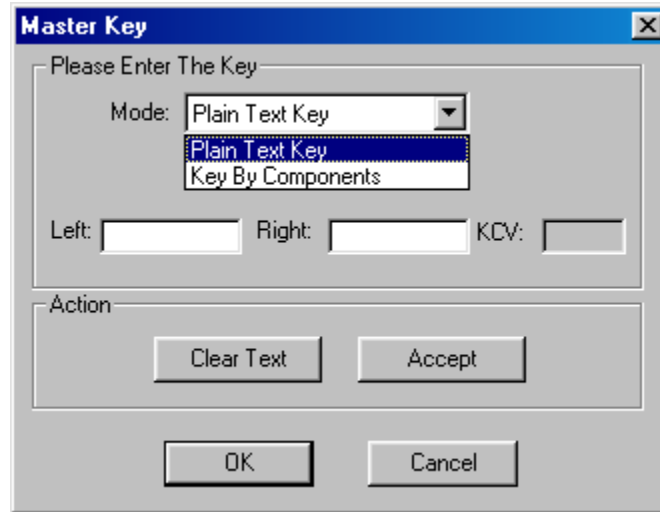 Master Key
Please Enter The Key
Mode: Plain Text Key
Plain Text Key
Key By Components
Left: Right: KCV:
Action
Clear Text Accept
OK Cancel